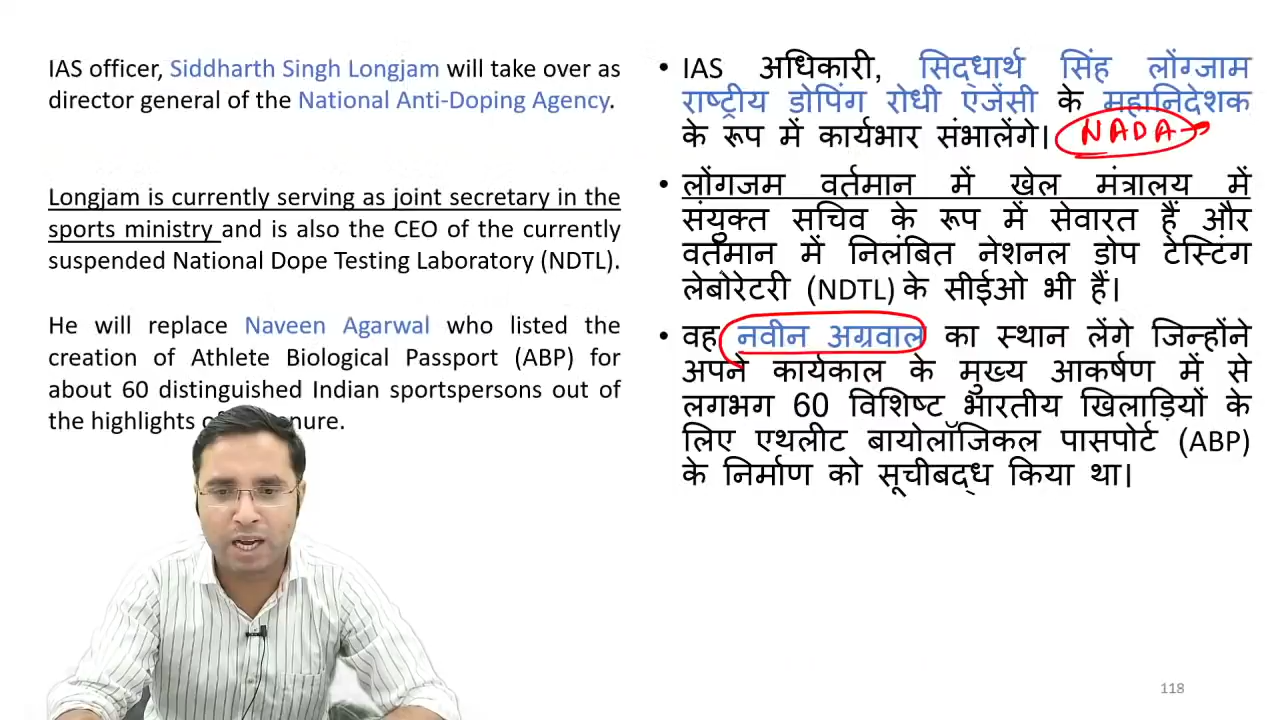 IAS officer, Siddharth Singh Longjam will take over as
director general of the National Anti-Doping Agency.
Longjam is currently serving as joint secretary in the
sports ministry and is also the CEO of the currently
suspended National Dope Testing Laboratory (NDTL).
He will replace Naveen Agarwal who listed the
creation of Athlete Biological Passport (ABP) for
about 60 distinguished Indian sportspersons out of
the highlights
• IAS अधिकारी, सिद्धार्थ सिंह लोंग्जाम
राष्ट्रीय डोपिंग रोधी एजेंसी के महानिदेशक
के रूप में कार्यभार संभालेंगे। NADA
• लोंगजम वर्तमान में खेल मंत्रालय में
संयुक्त सचिव के रूप में सेवारत हैं और
वर्तमान में निलंबित नेशनल डोप टेस्टिंग
लेबोरेटरी (NDTL) के सीईओ भी हैं।
• वह नवीन अग्रवाल का स्थान लेंगे जिन्होंने
अपने कार्यकाल के मुख्य आकर्षण में से
लगभग 60 विशिष्ट भारतीय खिलाड़ियों के
लिए एथलीट बायोलॉजिकल पासपोर्ट (ABP)
के निर्माण को सूचीबद्ध किया था।
118